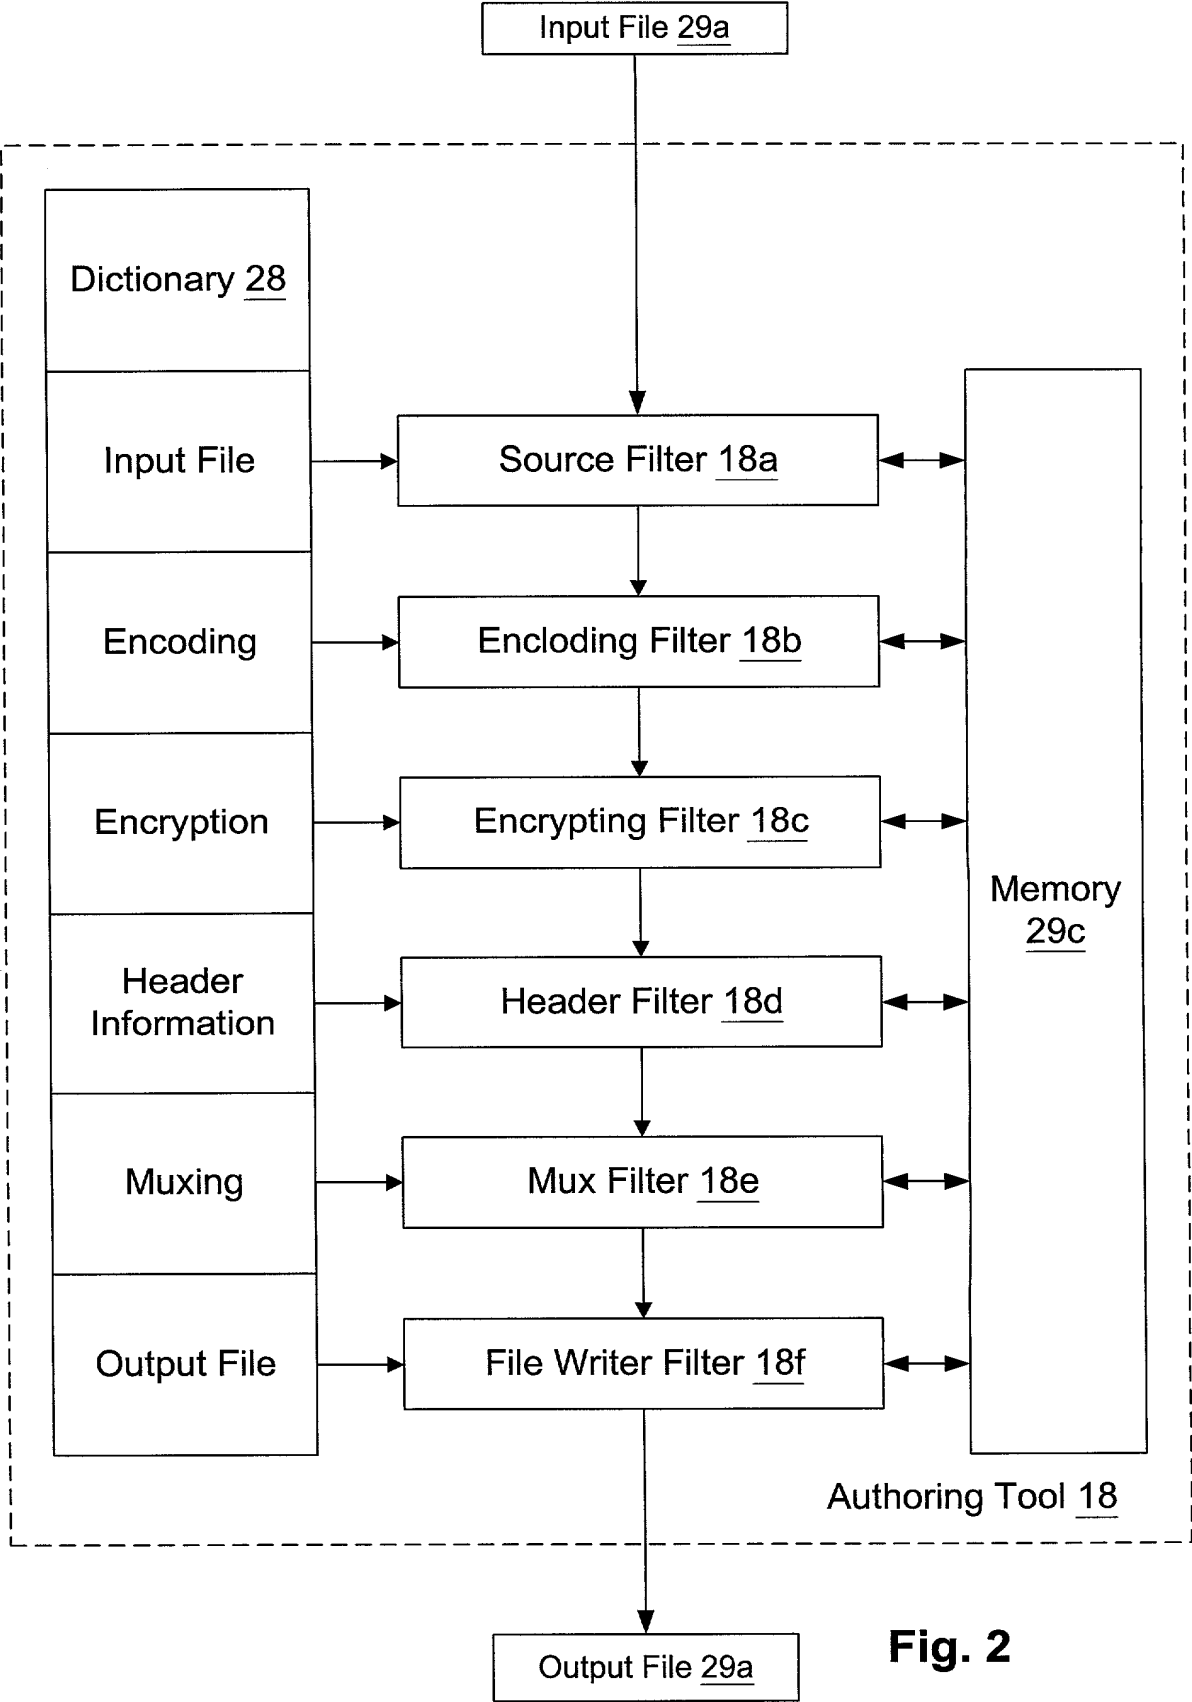 Input File 29a
Dictionary 28
Input File
Source Filter 18a
Encoding
Encloding Filter 18b
Encryption
Encrypting Filter 18c
Memory
29c
Header
Information
Header Filter 18d
Muxing
Mux Filter 18e
Output File
File Writer Filter 18f
Authoring Tool 18
Output File 29a
Fig. 2